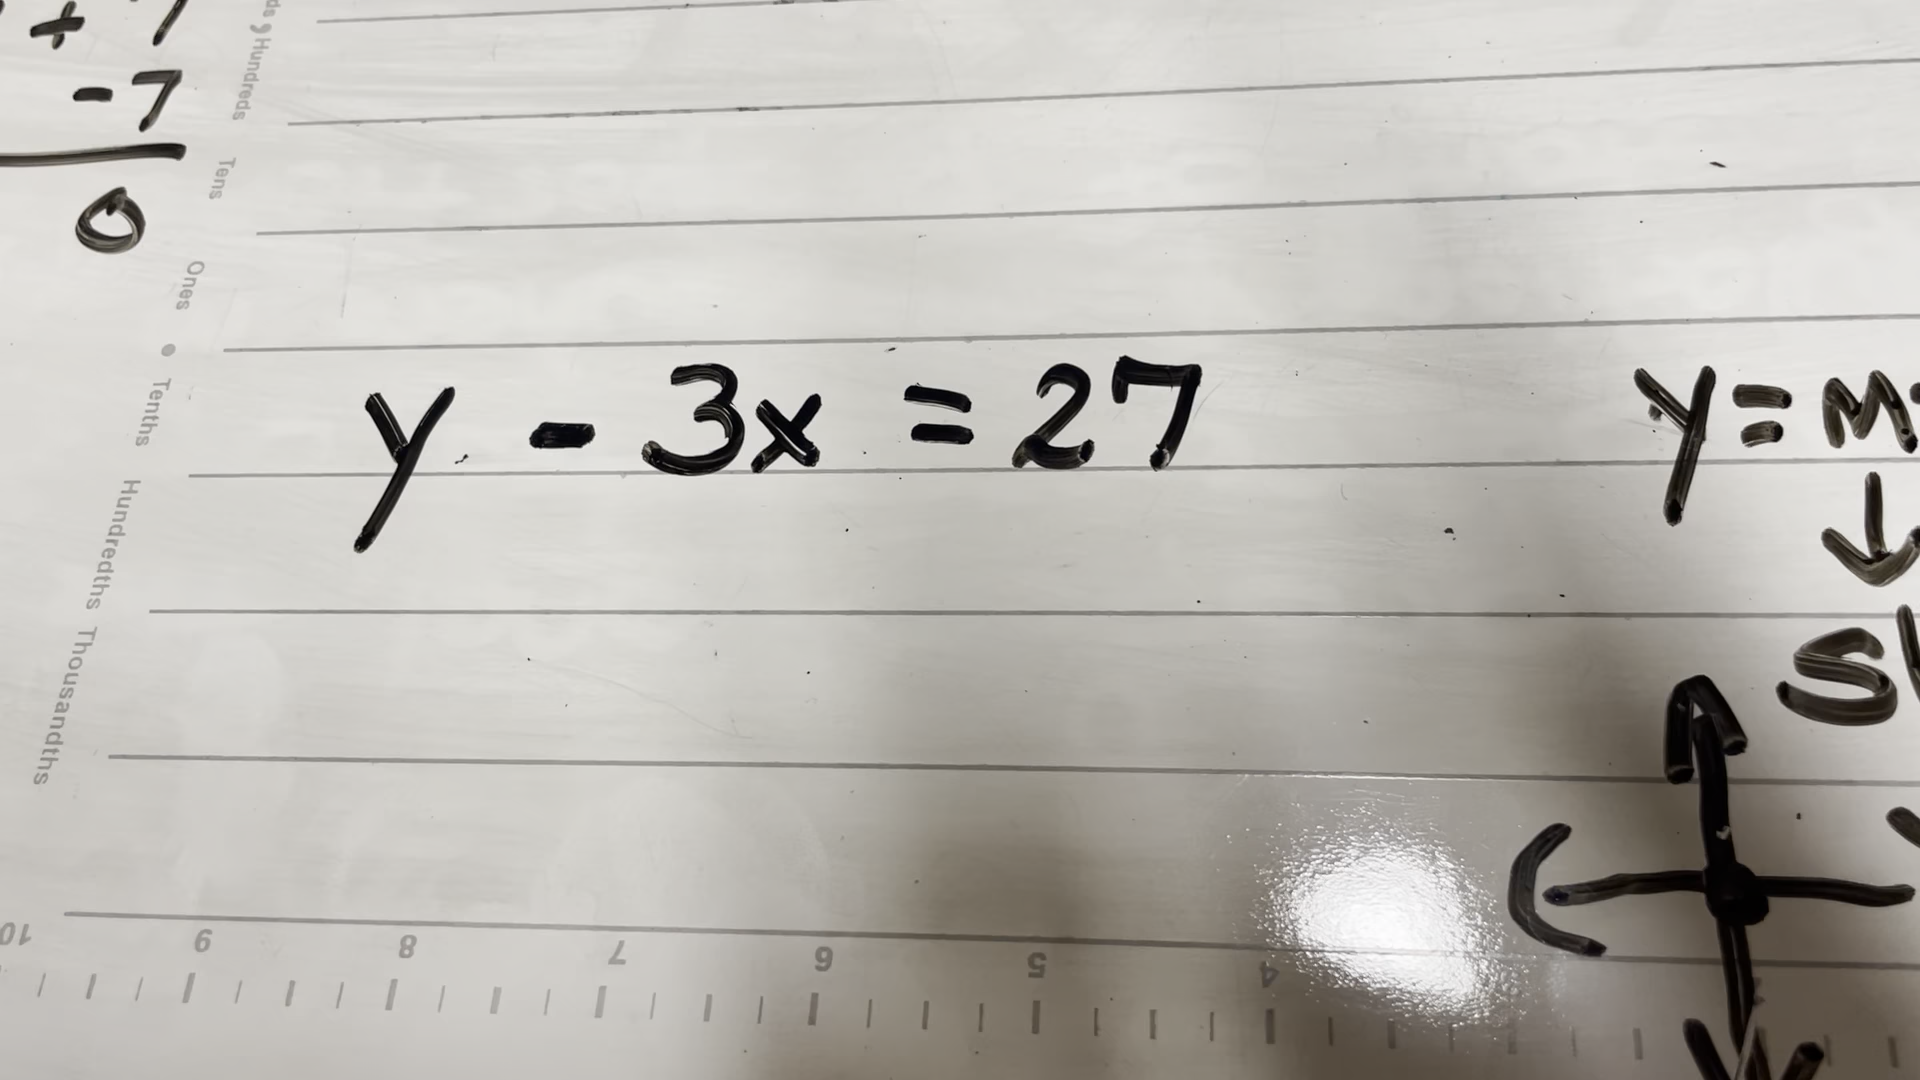 + 7
- 7
0
Hundreds
Tens
Ones
Tenths
Hundredths
Thousandths
y - 3x = 27
y = m
10 9 8 7 6 5 4